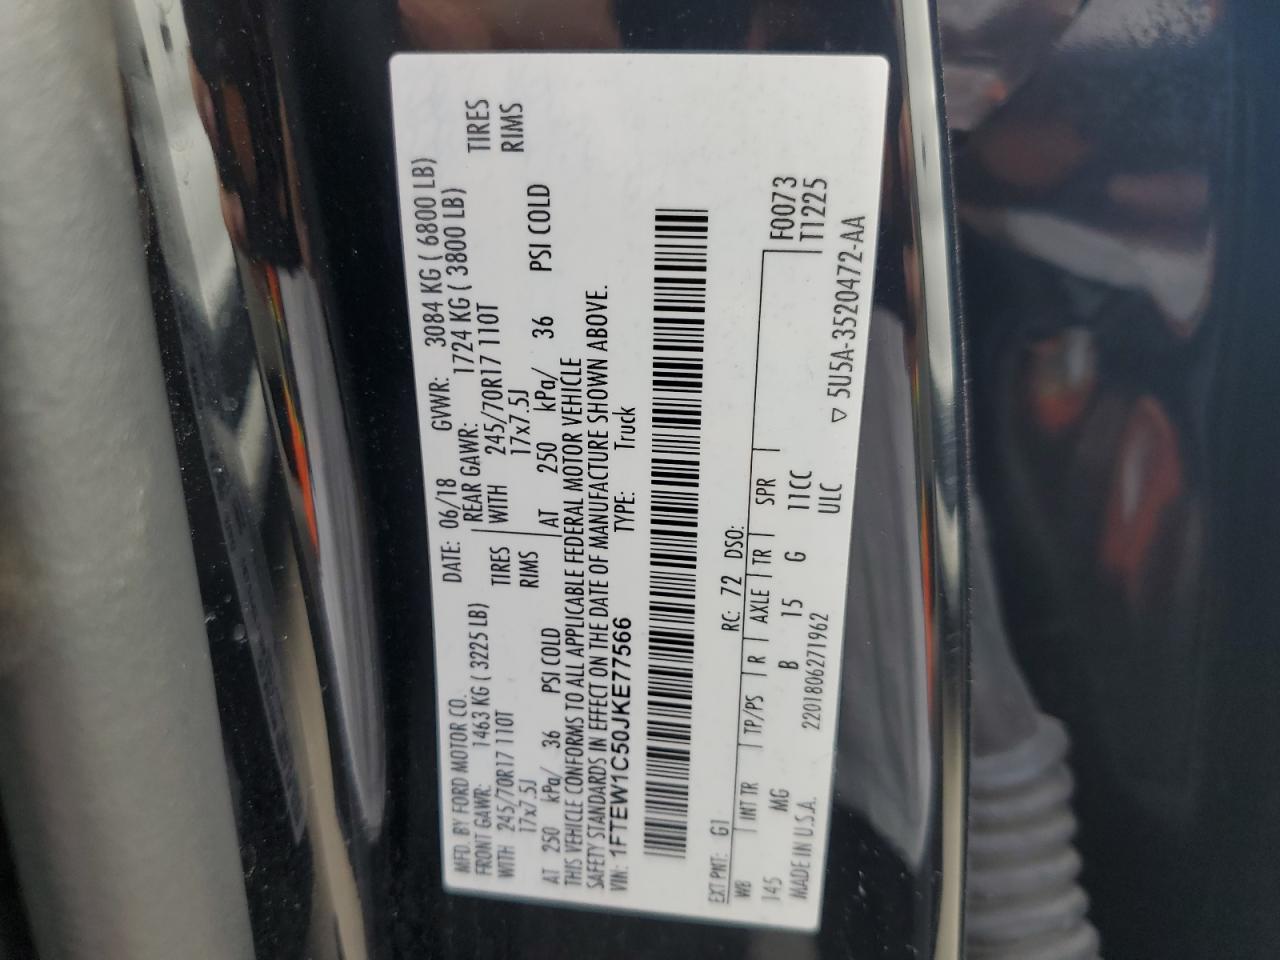 MFD. BY FORD MOTOR CO.
DATE: 06/18 GVWR: 3084 KG ( 6800 LB)
FRONT GAWR: 1463 KG ( 3225 LB) REAR GAWR: 1724 KG ( 3800 LB)
WITH 245/70R17 110T TIRES WITH 245/70R17 110T TIRES
17x7.5J RIMS 17x7.5J RIMS
AT 250 kPa/ 36 PSI COLD AT 250 kPa/ 36 PSI COLD
THIS VEHICLE CONFORMS TO ALL APPLICABLE FEDERAL MOTOR VEHICLE
SAFETY STANDARDS IN EFFECT ON THE DATE OF MANUFACTURE SHOWN ABOVE.
VIN: 1FTEW1C50JKE77566 TYPE: Truck
EXT PNT: G1 RC: 72 DSO:
WB INT TR TP/PS R AXLE TR SPR F0073
145 MG B 15 G 11CC T1225
MADE IN U.S.A. 2201806271962 ULC ▽ 5U5A-3520472-AA